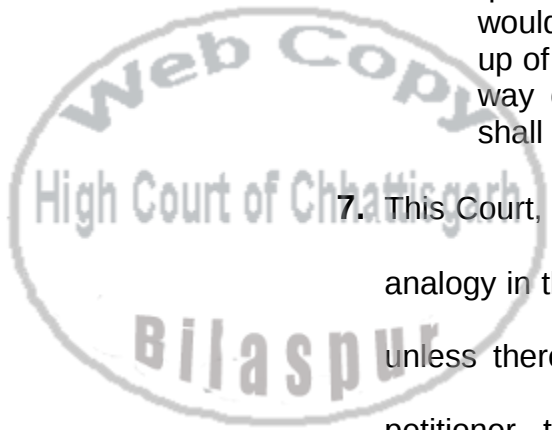 would
up of
way
shall
Web Copy
High Court of Chhattisgarh
Bilaspur
7. This Court,
analogy in t
unless there
petitioner t